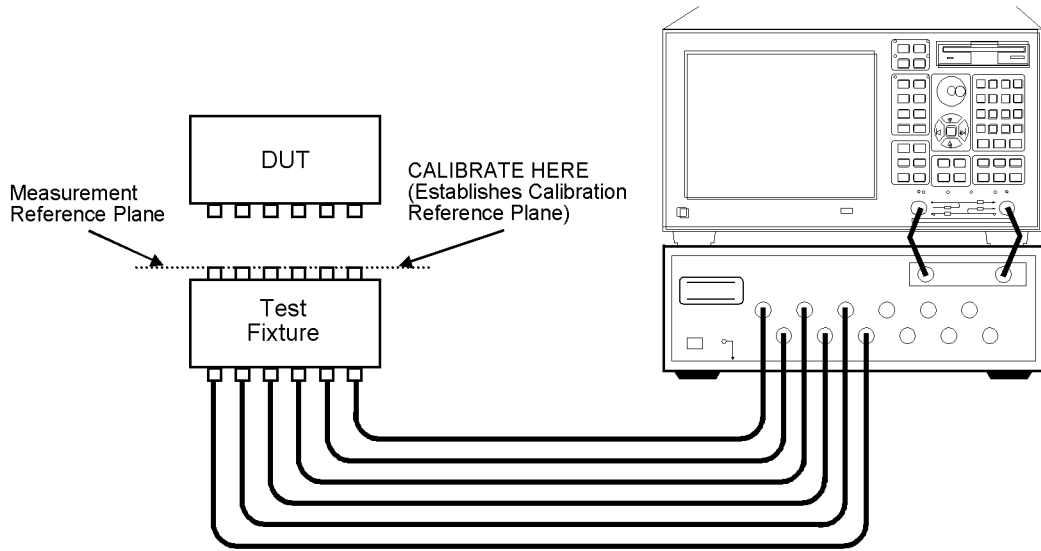 DUT
CALIBRATE HERE
(Establishes Calibration
Reference Plane)
Measurement
Reference Plane
Test
Fixture